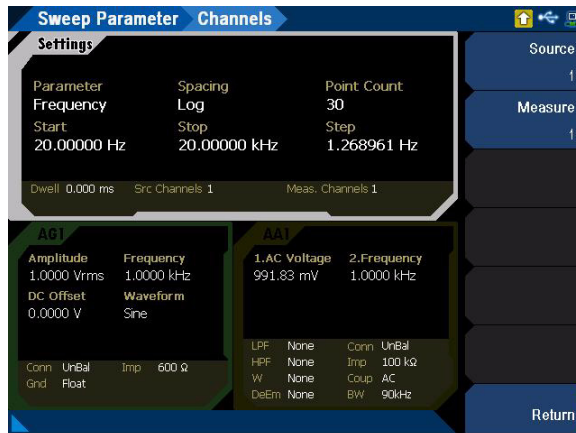 Sweep Parameter Channels
Settings
Source
1
Parameter Spacing Point Count
Frequency Log 30
Measure
1
Start Stop Step
20.00000 Hz 20.00000 kHz 1.268961 Hz
Dwell 0.000 ms Src Channels 1 Meas. Channels 1
AG1
Amplitude Frequency
1.0000 Vrms 1.0000 kHz
DC Offset Waveform
0.0000 V Sine
Conn UnBal Imp 600 Ω
Gnd Float
AA1
1.AC Voltage 2.Frequency
991.83 mV 1.0000 kHz
LPF None Conn UnBal
HPF None Imp 100 kΩ
W None Coup AC
DeEm None BW 90kHz
Return